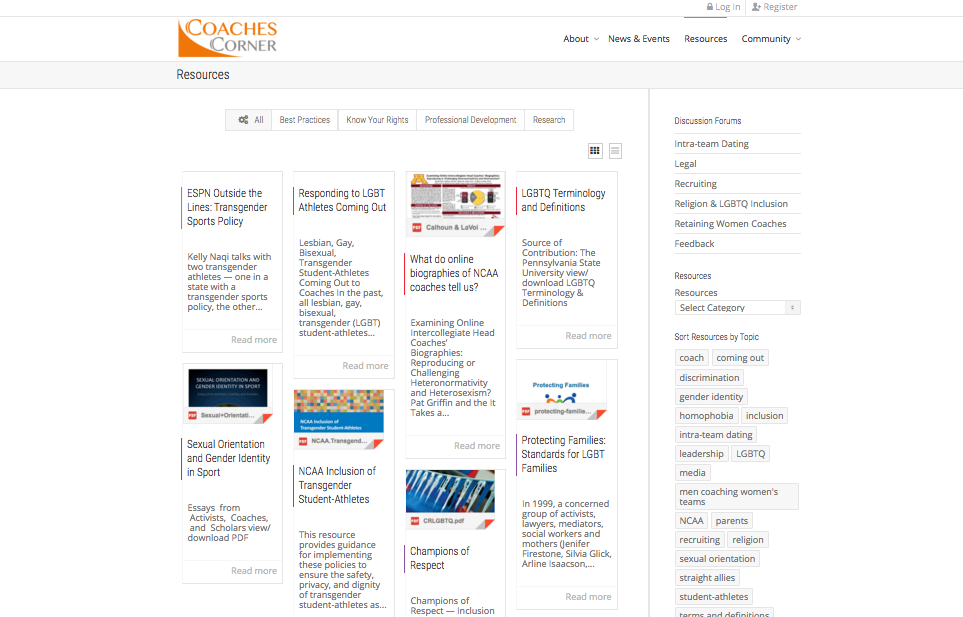 Log In
Register
COACHES
CORNER
About
News & Events
Resources
Community
Resources
All
Best Practices
Know Your Rights
Professional Development
Research
ESPN Outside the
Lines: Transgender
Sports Policy
Kelly Naqi talks with
two transgender
athletes — one in a
state with a
transgender sports
policy, the other...
Read more
Responding to LGBT
Athletes Coming Out
Lesbian, Gay,
Bisexual,
Transgender
Student-Athletes
Coming Out to
Coaches In the past,
all lesbian, gay,
bisexual,
transgender (LGBT)
student-athletes...
Read more
PDF
Calhoun & LaVoi ...
What do online
biographies of NCAA
coaches tell us?
Examining Online
Intercollegiate Head
Coaches'
Biographies:
Reproducing or
Challenging
Heteronormativity
and Heterosexism?
Pat Griffin and the It
Takes a...
Read more
LGBTQ Terminology
and Definitions
Source of
Contribution: The
Pennsylvania State
University view/
download LGBTQ
Terminology &
Definitions
Read more
SEXUAL ORIENTATION AND
GENDER IDENTITY IN SPORT
PDF
Sexual+Orientati...
Sexual Orientation
and Gender Identity
in Sport
Essays from
Activists, Coaches,
and Scholars view/
download PDF
Read more
NCAA Inclusion of
Transgender Student-Athletes
PDF
NCAA.Transgend...
NCAA Inclusion of
Transgender
Student-Athletes
This resource
provides guidance
for implementing
these policies to
ensure the safety,
privacy, and dignity
of transgender
student-athletes as...
PDF
CRLGBTQ.pdf
Champions of
Respect
Champions of
Respect — Inclusion
Protecting Families
PDF
protecting-familie...
Protecting Families:
Standards for LGBT
Families
In 1999, a concerned
group of activists,
lawyers, mediators,
social workers and
mothers (Jenifer
Firestone, Silvia Glick,
Arline Isaacson,...
Read more
Discussion Forums
Intra-team Dating
Legal
Recruiting
Religion & LGBTQ Inclusion
Retaining Women Coaches
Feedback
Resources
Resources
Select Category
Sort Resources by Topic
coach
coming out
discrimination
gender identity
homophobia
inclusion
intra-team dating
leadership
LGBTQ
media
men coaching women's
teams
NCAA
parents
recruiting
religion
sexual orientation
straight allies
student-athletes
terms and definitions